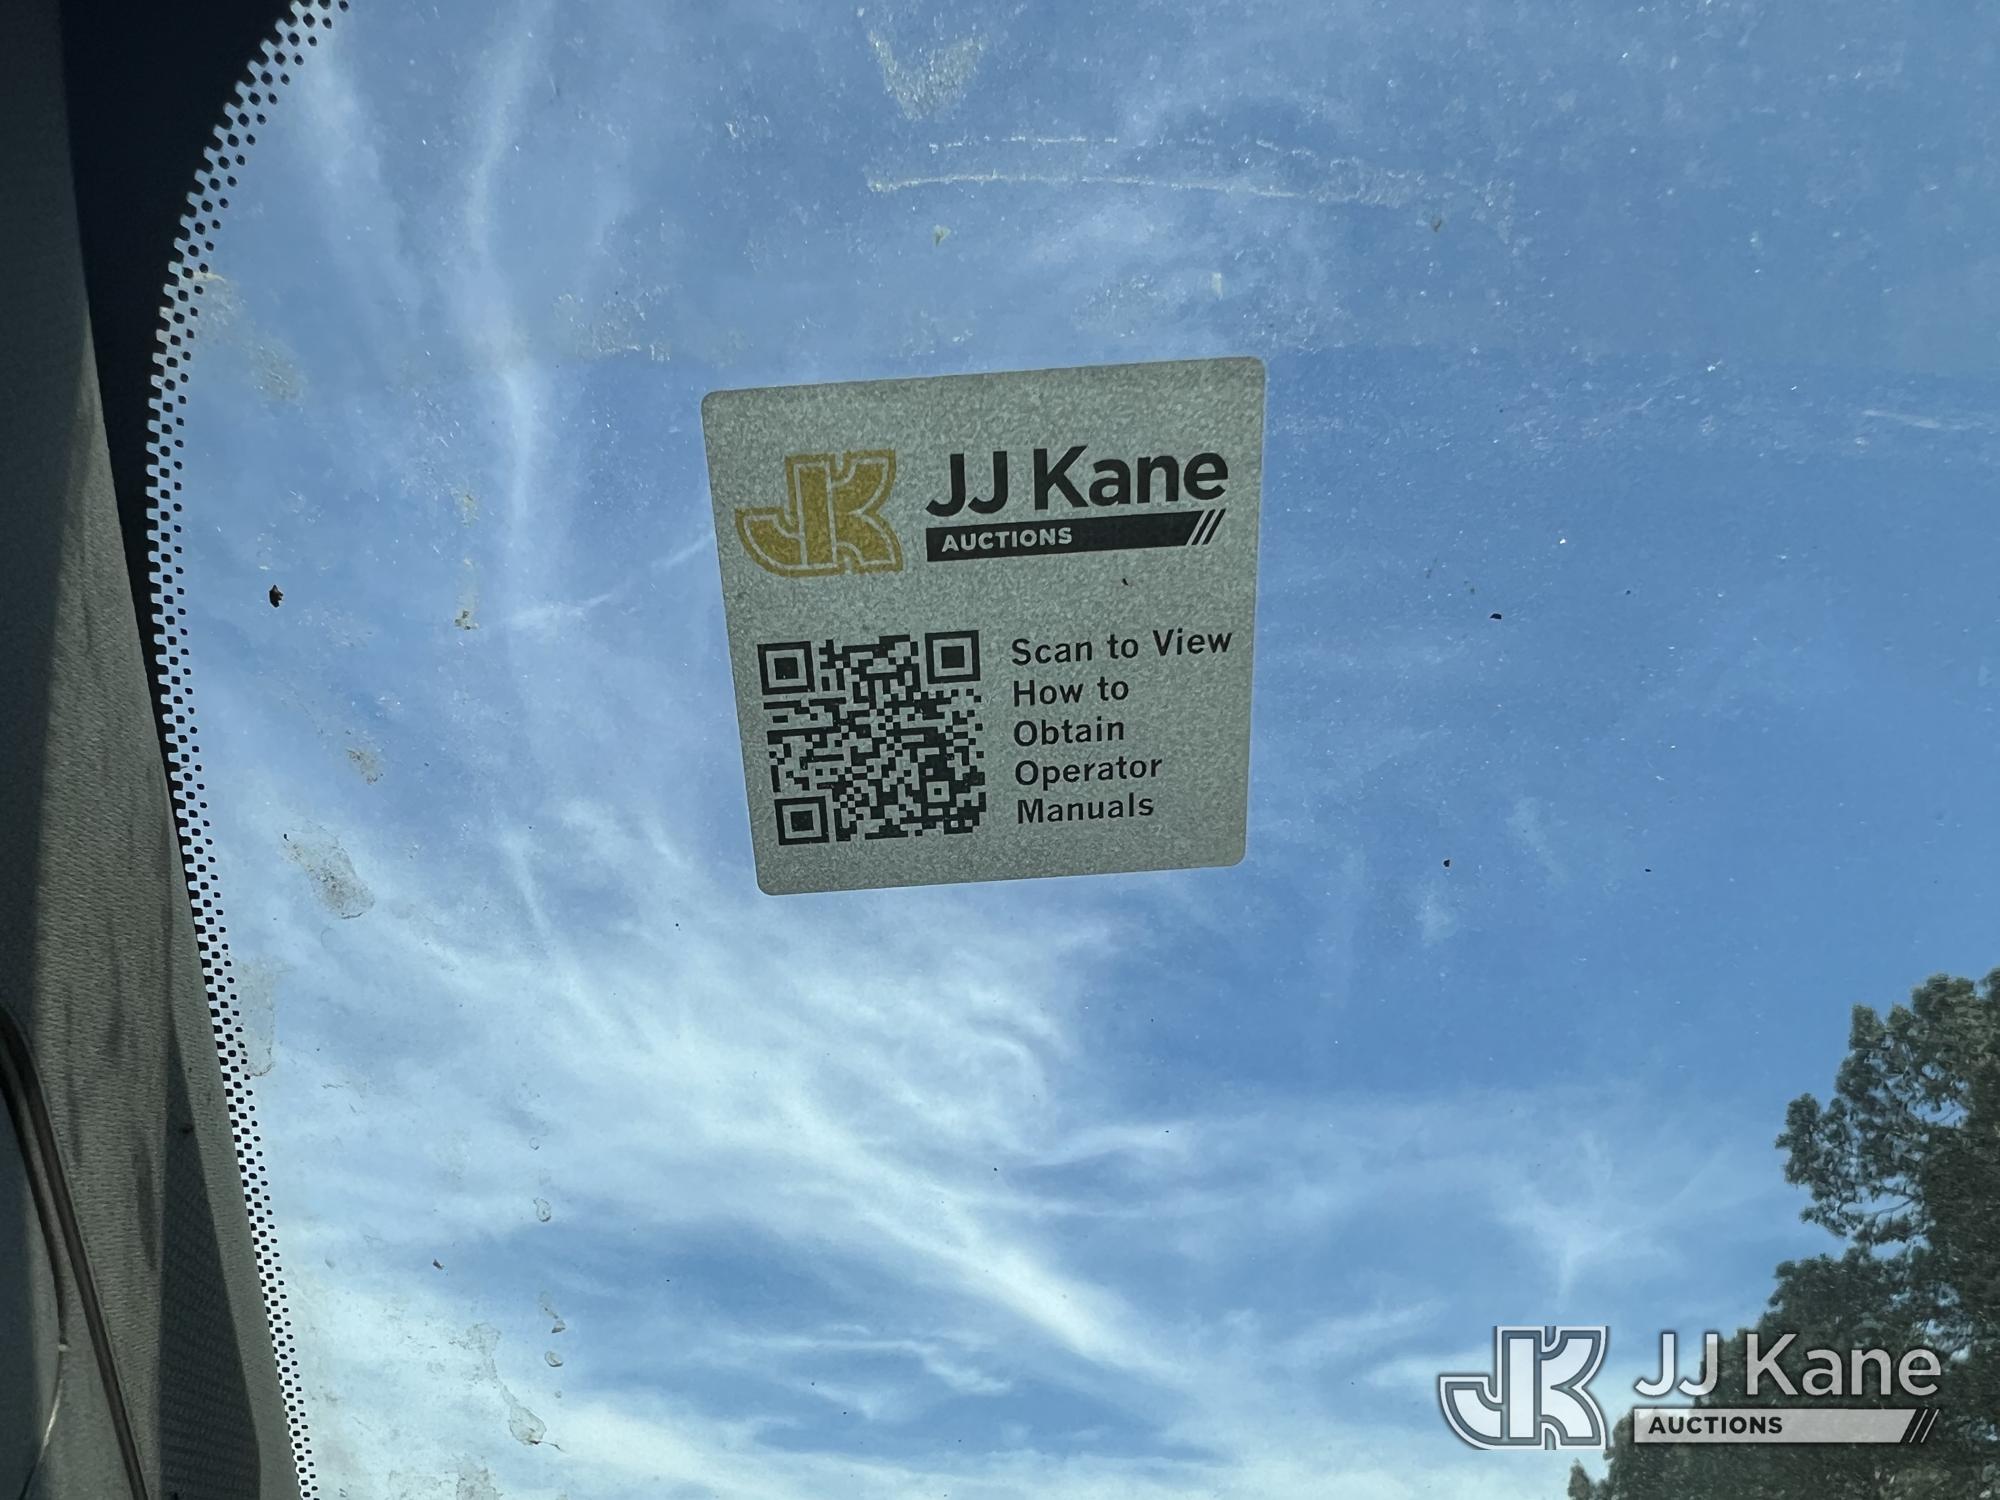 JK
JJ Kane
AUCTIONS
Scan to View
How to
Obtain
Operator
Manuals
JK
JJ Kane
AUCTIONS